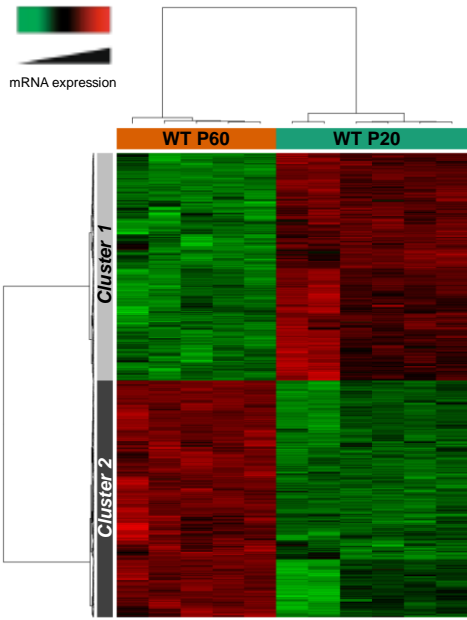 mRNA expression
WT P60
WT P20
Cluster 1
Cluster 2